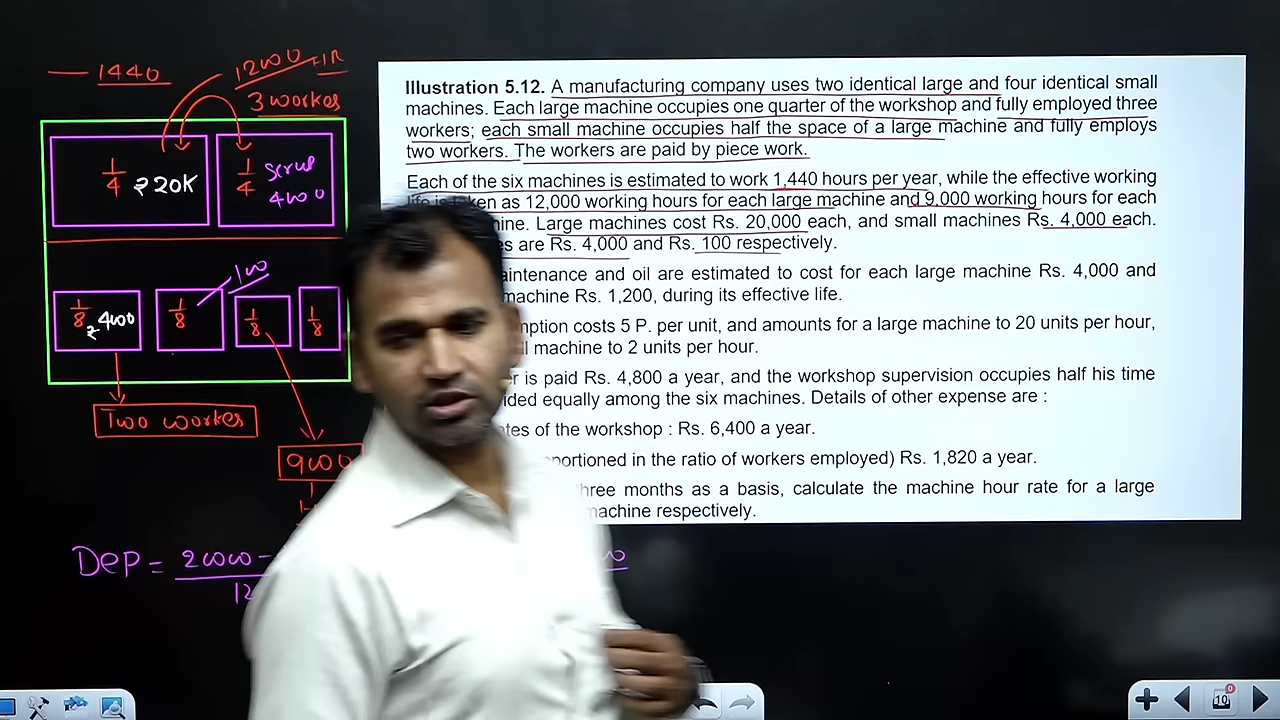 — 1440
12000 HR
3 worker
1/4 ₹20K
1/4 scrap
4000
1/8 ₹4000
1/8
100
1/8
1/8
Two worker
9000
Dep = 20000 -
Illustration 5.12. A manufacturing company uses two identical large and four identical small
machines. Each large machine occupies one quarter of the workshop and fully employed three
workers; each small machine occupies half the space of a large machine and fully employs
two workers. The workers are paid by piece work.
Each of the six machines is estimated to work 1,440 hours per year, while the effective working
as 12,000 working hours for each large machine and 9,000 working hours for each
Large machines cost Rs. 20,000 each, and small machines Rs. 4,000 each.
are Rs. 4,000 and Rs. 100 respectively.
and oil are estimated to cost for each large machine Rs. 4,000 and
machine Rs. 1,200, during its effective life.
costs 5 P. per unit, and amounts for a large machine to 20 units per hour,
machine to 2 units per hour.
is paid Rs. 4,800 a year, and the workshop supervision occupies half his time
equally among the six machines. Details of other expense are :
of the workshop : Rs. 6,400 a year.
in the ratio of workers employed) Rs. 1,820 a year.
three months as a basis, calculate the machine hour rate for a large
machine respectively.
10